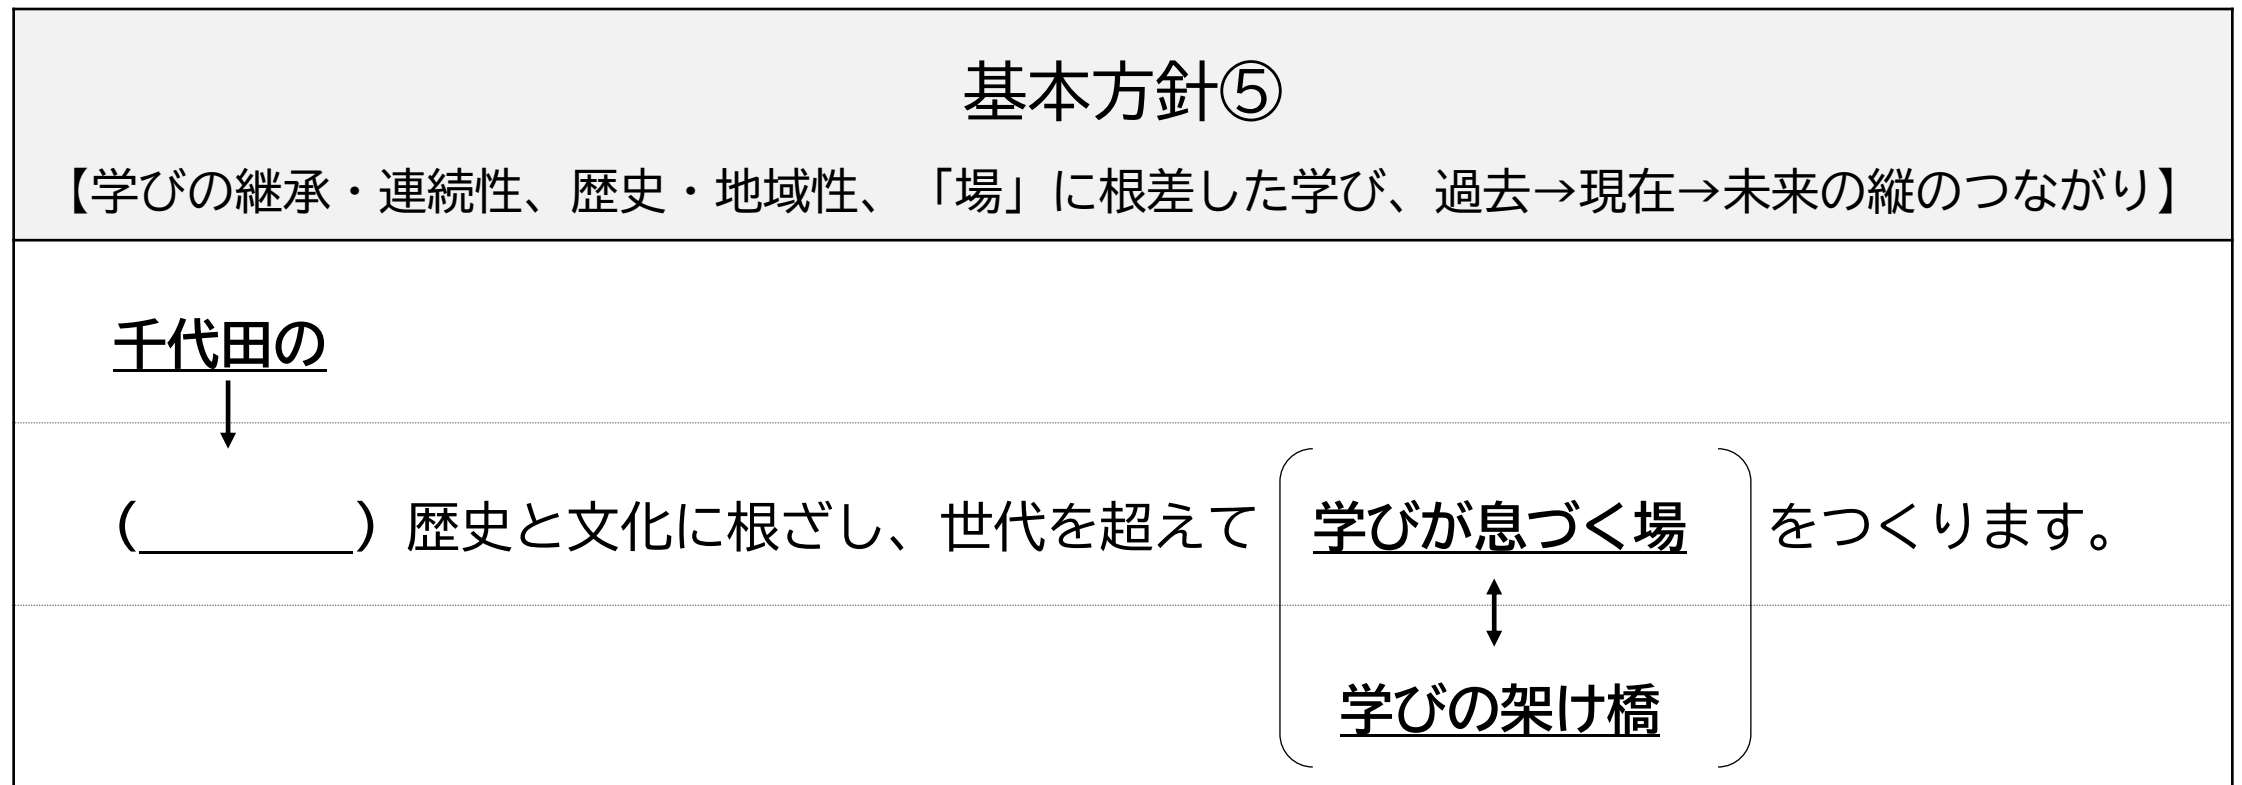 基本方針⑤
【学びの継承・連続性、歴史・地域性、「場」に根差した学び、過去→現在→未来の縦のつながり】
千代田の
（＿＿＿＿）歴史と文化に根ざし、世代を超えて 学びが息づく場 をつくります。
学びの架け橋